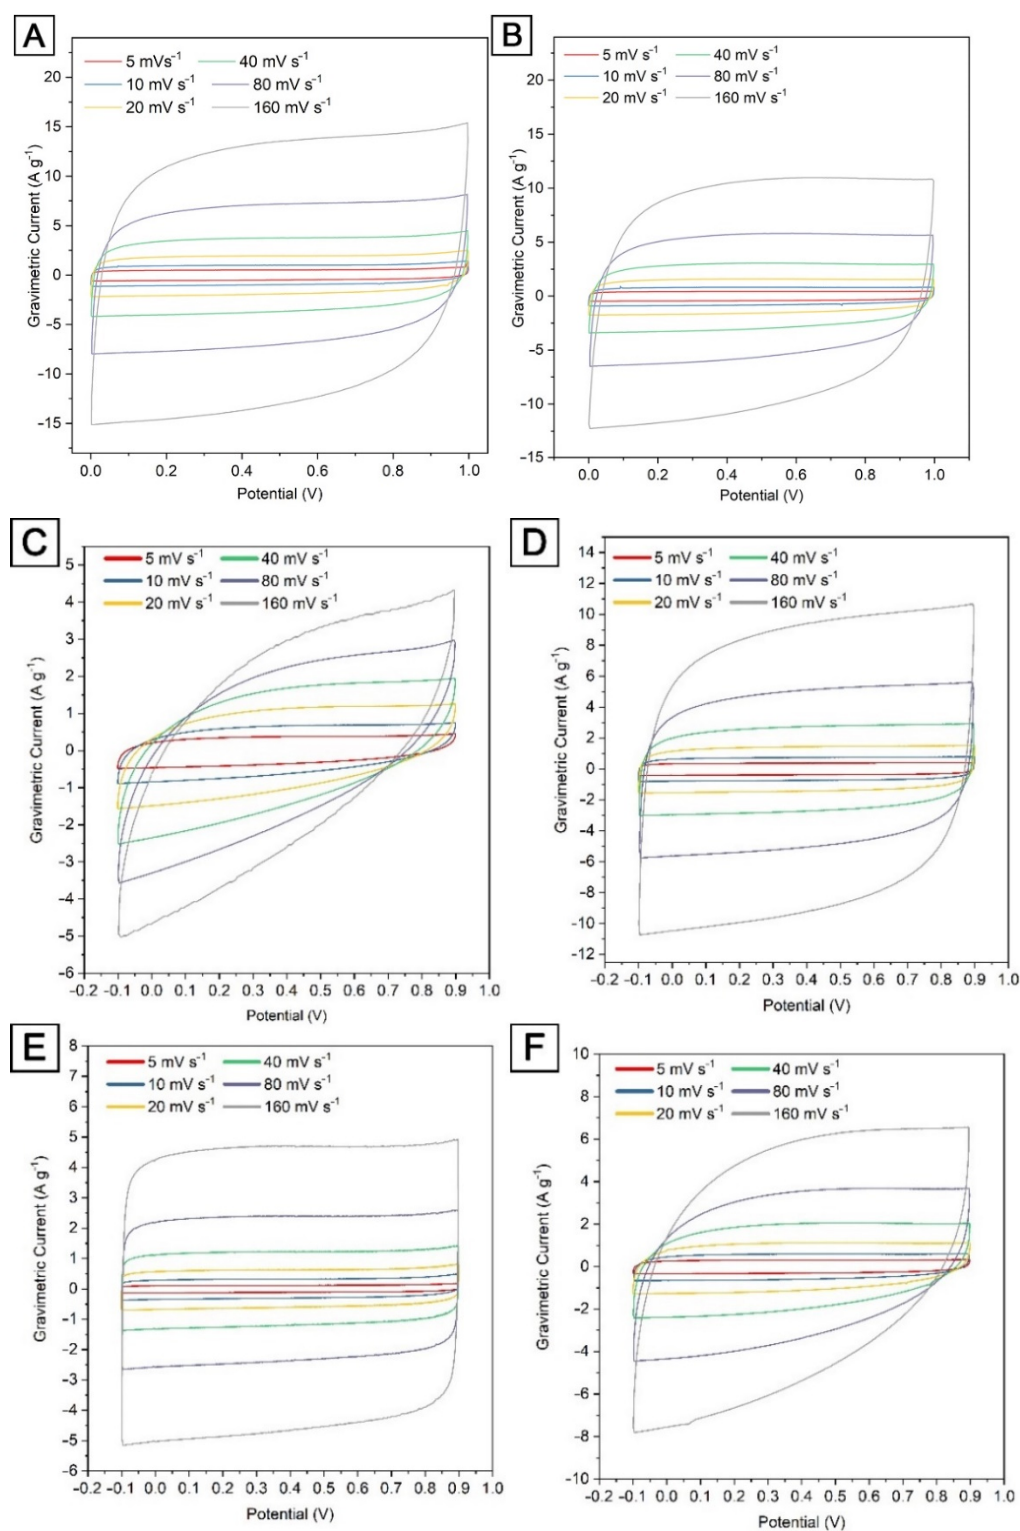 A
5 mVs⁻¹
40 mV s⁻¹
10 mV s⁻¹
80 mV s⁻¹
20 mV s⁻¹
160 mV s⁻¹
20
15
10
5
0
−5
−10
−15
Gravimetric Current (A g⁻¹)
0.0 0.2 0.4 0.6 0.8 1.0
Potential (V)
B
5 mV s⁻¹
40 mV s⁻¹
10 mV s⁻¹
80 mV s⁻¹
20 mV s⁻¹
160 mV s⁻¹
20
15
10
5
0
−5
−10
−15
Gravimetric Current (A g⁻¹)
0.0 0.2 0.4 0.6 0.8 1.0
Potential (V)
C
5 mV s⁻¹
40 mV s⁻¹
10 mV s⁻¹
80 mV s⁻¹
20 mV s⁻¹
160 mV s⁻¹
5
4
3
2
1
0
−1
−2
−3
−4
−5
−6
Gravimetric Current (A g⁻¹)
−0.2 −0.1 0.0 0.1 0.2 0.3 0.4 0.5 0.6 0.7 0.8 0.9 1.0
Potential (V)
D
5 mV s⁻¹
40 mV s⁻¹
10 mV s⁻¹
80 mV s⁻¹
20 mV s⁻¹
160 mV s⁻¹
14
12
10
8
6
4
2
0
−2
−4
−6
−8
−10
−12
Gravimetric Current (A g⁻¹)
−0.2 −0.1 0.0 0.1 0.2 0.3 0.4 0.5 0.6 0.7 0.8 0.9 1.0
Potential (V)
E
5 mV s⁻¹
40 mV s⁻¹
10 mV s⁻¹
80 mV s⁻¹
20 mV s⁻¹
160 mV s⁻¹
8
7
6
5
4
3
2
1
0
−1
−2
−3
−4
−5
−6
Gravimetric Current (A g⁻¹)
−0.2 −0.1 0.0 0.1 0.2 0.3 0.4 0.5 0.6 0.7 0.8 0.9 1.0
Potential (V)
F
5 mV s⁻¹
40 mV s⁻¹
10 mV s⁻¹
80 mV s⁻¹
20 mV s⁻¹
160 mV s⁻¹
10
8
6
4
2
0
−2
−4
−6
−8
−10
Gravimetric Current (A g⁻¹)
−0.2 −0.1 0.0 0.1 0.2 0.3 0.4 0.5 0.6 0.7 0.8 0.9 1.0
Potential (V)